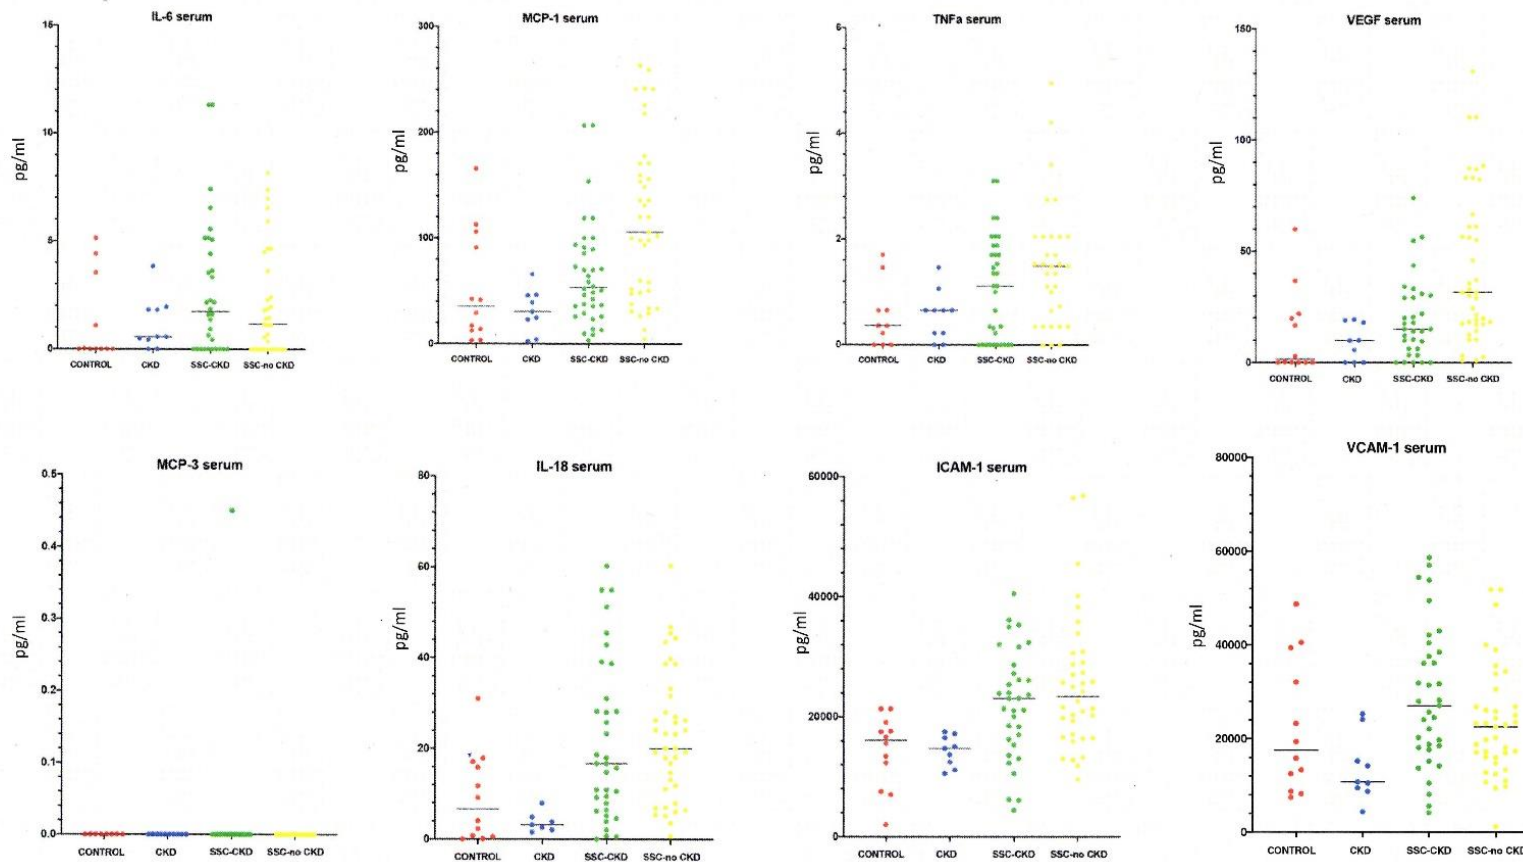 IL-6 serum
15
10
5
0
pg/ml
CONTROL CKD SSC-CKD SSC-no CKD
MCP-1 serum
300
200
100
0
pg/ml
CONTROL CKD SSC-CKD SSC-no CKD
TNFa serum
6
4
2
0
pg/ml
CONTROL CKD SSC-CKD SSC-no CKD
VEGF serum
150
100
50
0
pg/ml
CONTROL CKD SSC-CKD SSC-no CKD
MCP-3 serum
0.5
0.4
0.3
0.2
0.1
0.0
pg/ml
CONTROL CKD SSC-CKD SSC-no CKD
IL-18 serum
80
60
40
20
0
pg/ml
CONTROL CKD SSC-CKD SSC-no CKD
ICAM-1 serum
60000
40000
20000
0
pg/ml
CONTROL CKD SSC-CKD SSC-no CKD
VCAM-1 serum
80000
60000
40000
20000
0
pg/ml
CONTROL CKD SSC-CKD SSC-no CKD